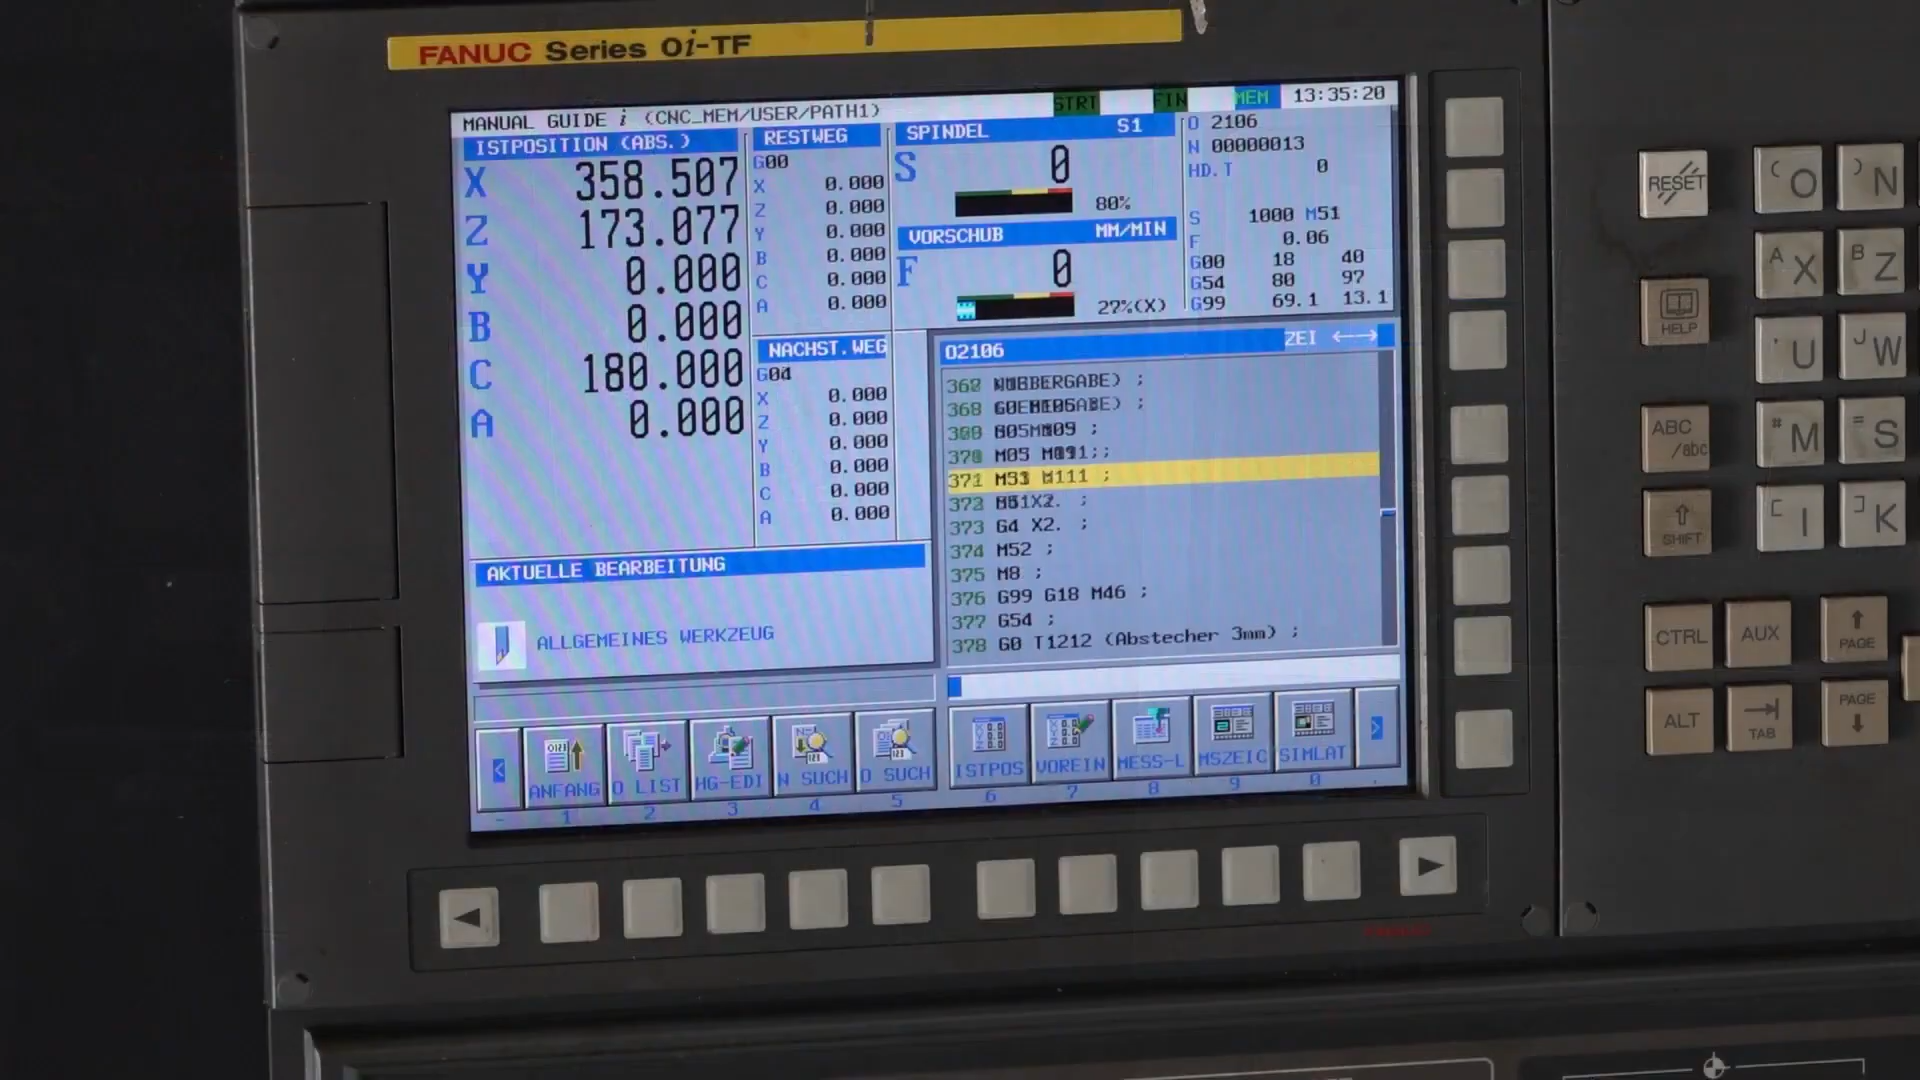 FANUC Series 0i-TF
MANUAL GUIDE i (CNC_MEM/USER/PATH1)
STRT FIN MEM 13:35:20
ISTPOSITION (ABS.)
X 358.507
Z 173.077
Y 0.000
B 0.000
C 180.000
A 0.000
RESTWEG
G00
X 0.000
Z 0.000
Y 0.000
B 0.000
C 0.000
A 0.000
NACHST.WEG
X 0.000
Z 0.000
Y 0.000
B 0.000
C 0.000
A 0.000
SPINDEL S1
S 0
80%
VORSCHUB MM/MIN
F 0
27%(X)
O 2106
N 00000013
HD.T 0
S 1000 M51
F 0.06
G00 18 40
G54 80 97
G99 69.1 13.1
O2106 ZEI
371
373 G4 X2. ;
374 M52 ;
375 M8 ;
376 G99 G18 M46 ;
377 G54 ;
378 G0 T1212 (Abstecher 3mm) ;
AKTUELLE BEARBEITUNG
ALLGEMEINES WERKZEUG
< ANFANG O LIST HG-EDI N SUCH O SUCH ISTPOS VOREIN MESS-L MSZEIC SIMLAT >
- 1 2 3 4 5 6 7 8 9 0 .
RESET ( O ) N
A X B Z
HELP ' U J W
ABC /abc # M = S
SHIFT [ I ] K
CTRL AUX ↑ PAGE
ALT TAB PAGE ↓
FANUC